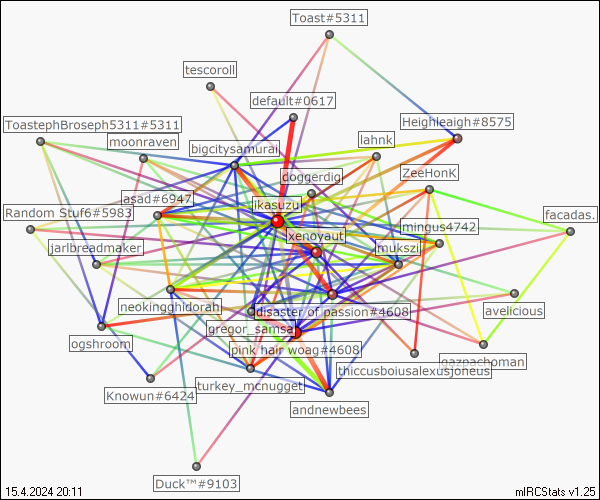 Toast#5311
tescoroll
default#0617
ToastephBroseph5311#5311
Heighleaigh#8575
moonraven
lahnk
bigcitysamurai
ZeeHonK
doggerdig
asad#6947
ikasuzu
Random Stuf6#5983
facadas.
mingus4742
xenoyaut
jarlbreadmaker
mukszii
neokingghidorah
disaster of passion#4608
avelicious
gregor_samsa
ogshroom
pink hair woag#4608
gazpachoman
thiccusboiusalexusjoneus
turkey_mcnugget
Knowun#6424
andnewbees
Duck™#9103
15.4.2024 20:11
mIRCStats v1.25